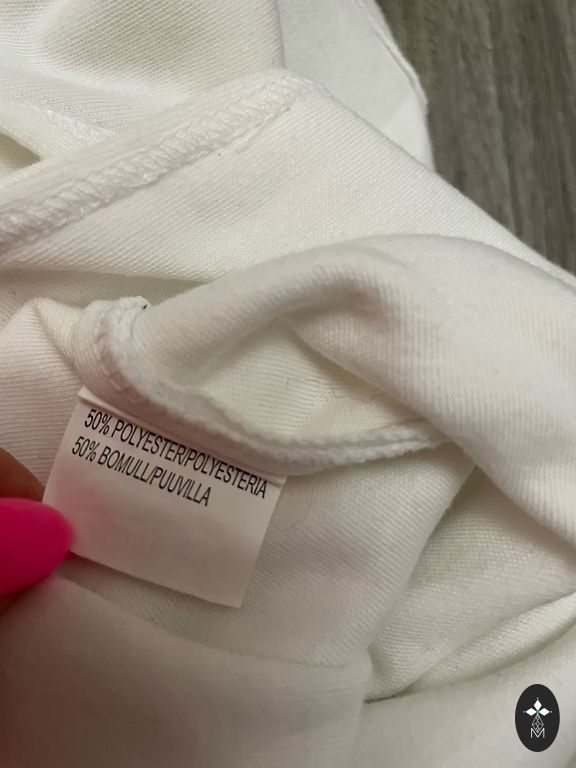 50% POLYESTER/POLYESTERIA
50% BOMULL/PUUVILLA
M